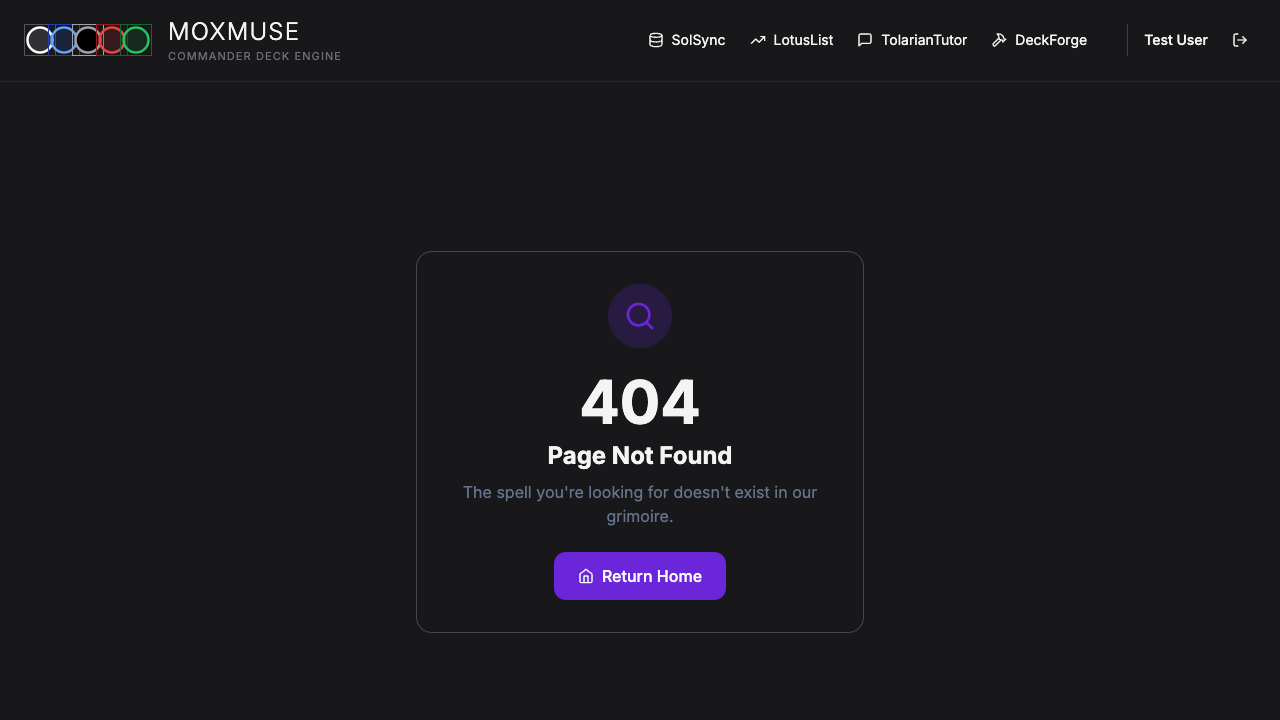 MOXMUSE
COMMANDER DECK ENGINE
SolSync
LotusList
TolarianTutor
DeckForge
Test User
404
Page Not Found
The spell you're looking for doesn't exist in our
grimoire.
Return Home